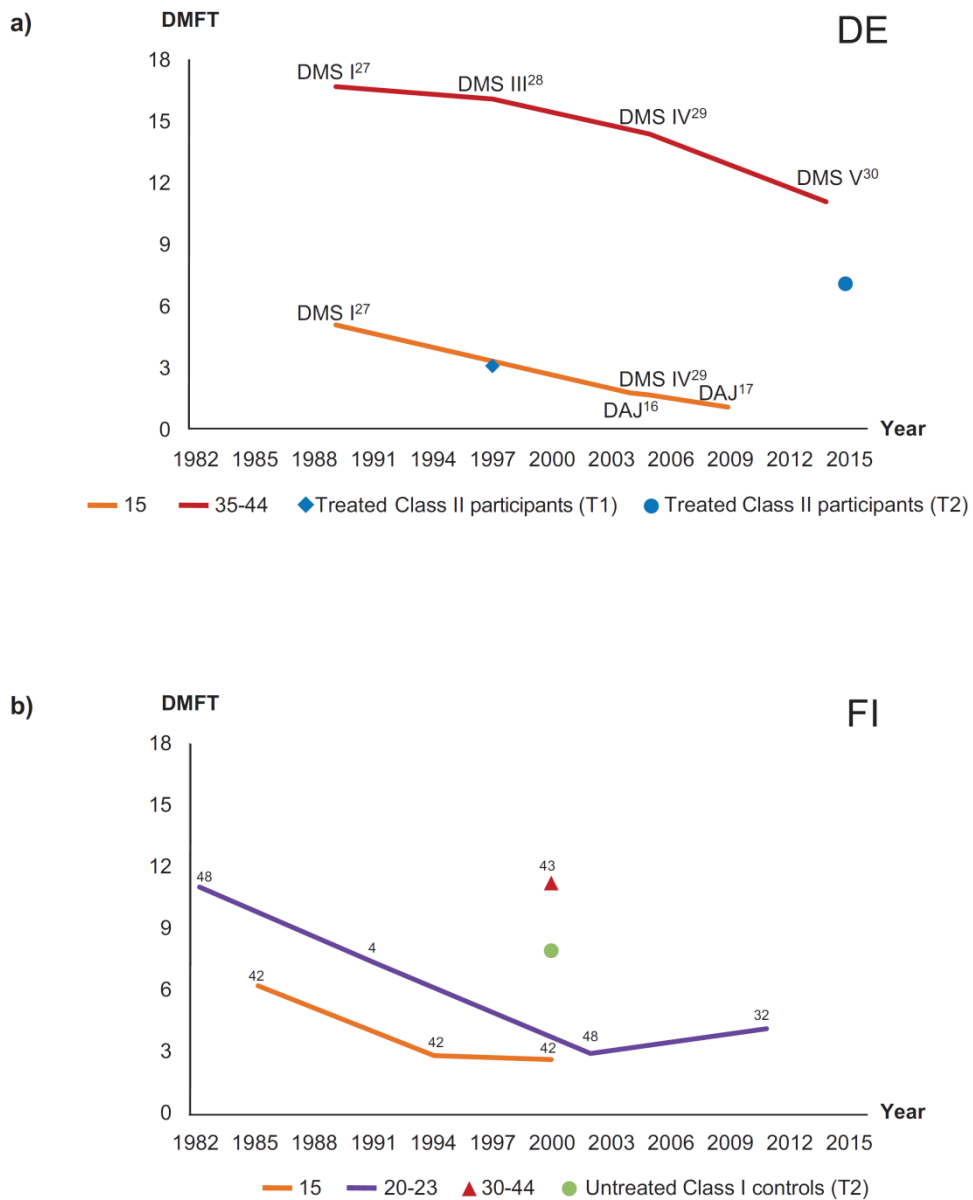 a)
DMFT
DE
18
DMS I²⁷
DMS III²⁸
15
DMS IV²⁹
12
DMS V³⁰
9
6
DMS I²⁷
3
DMS IV²⁹
DAJ¹⁷
DAJ¹⁶
0
Year
1982 1985 1988 1991 1994 1997 2000 2003 2006 2009 2012 2015
15 35-44 Treated Class II participants (T1) Treated Class II participants (T2)
b)
DMFT
FI
18
15
12
43
48
9
4
6
42
32
3
42
42
48
0
Year
1982 1985 1988 1991 1994 1997 2000 2003 2006 2009 2012 2015
15 20-23 30-44 Untreated Class I controls (T2)